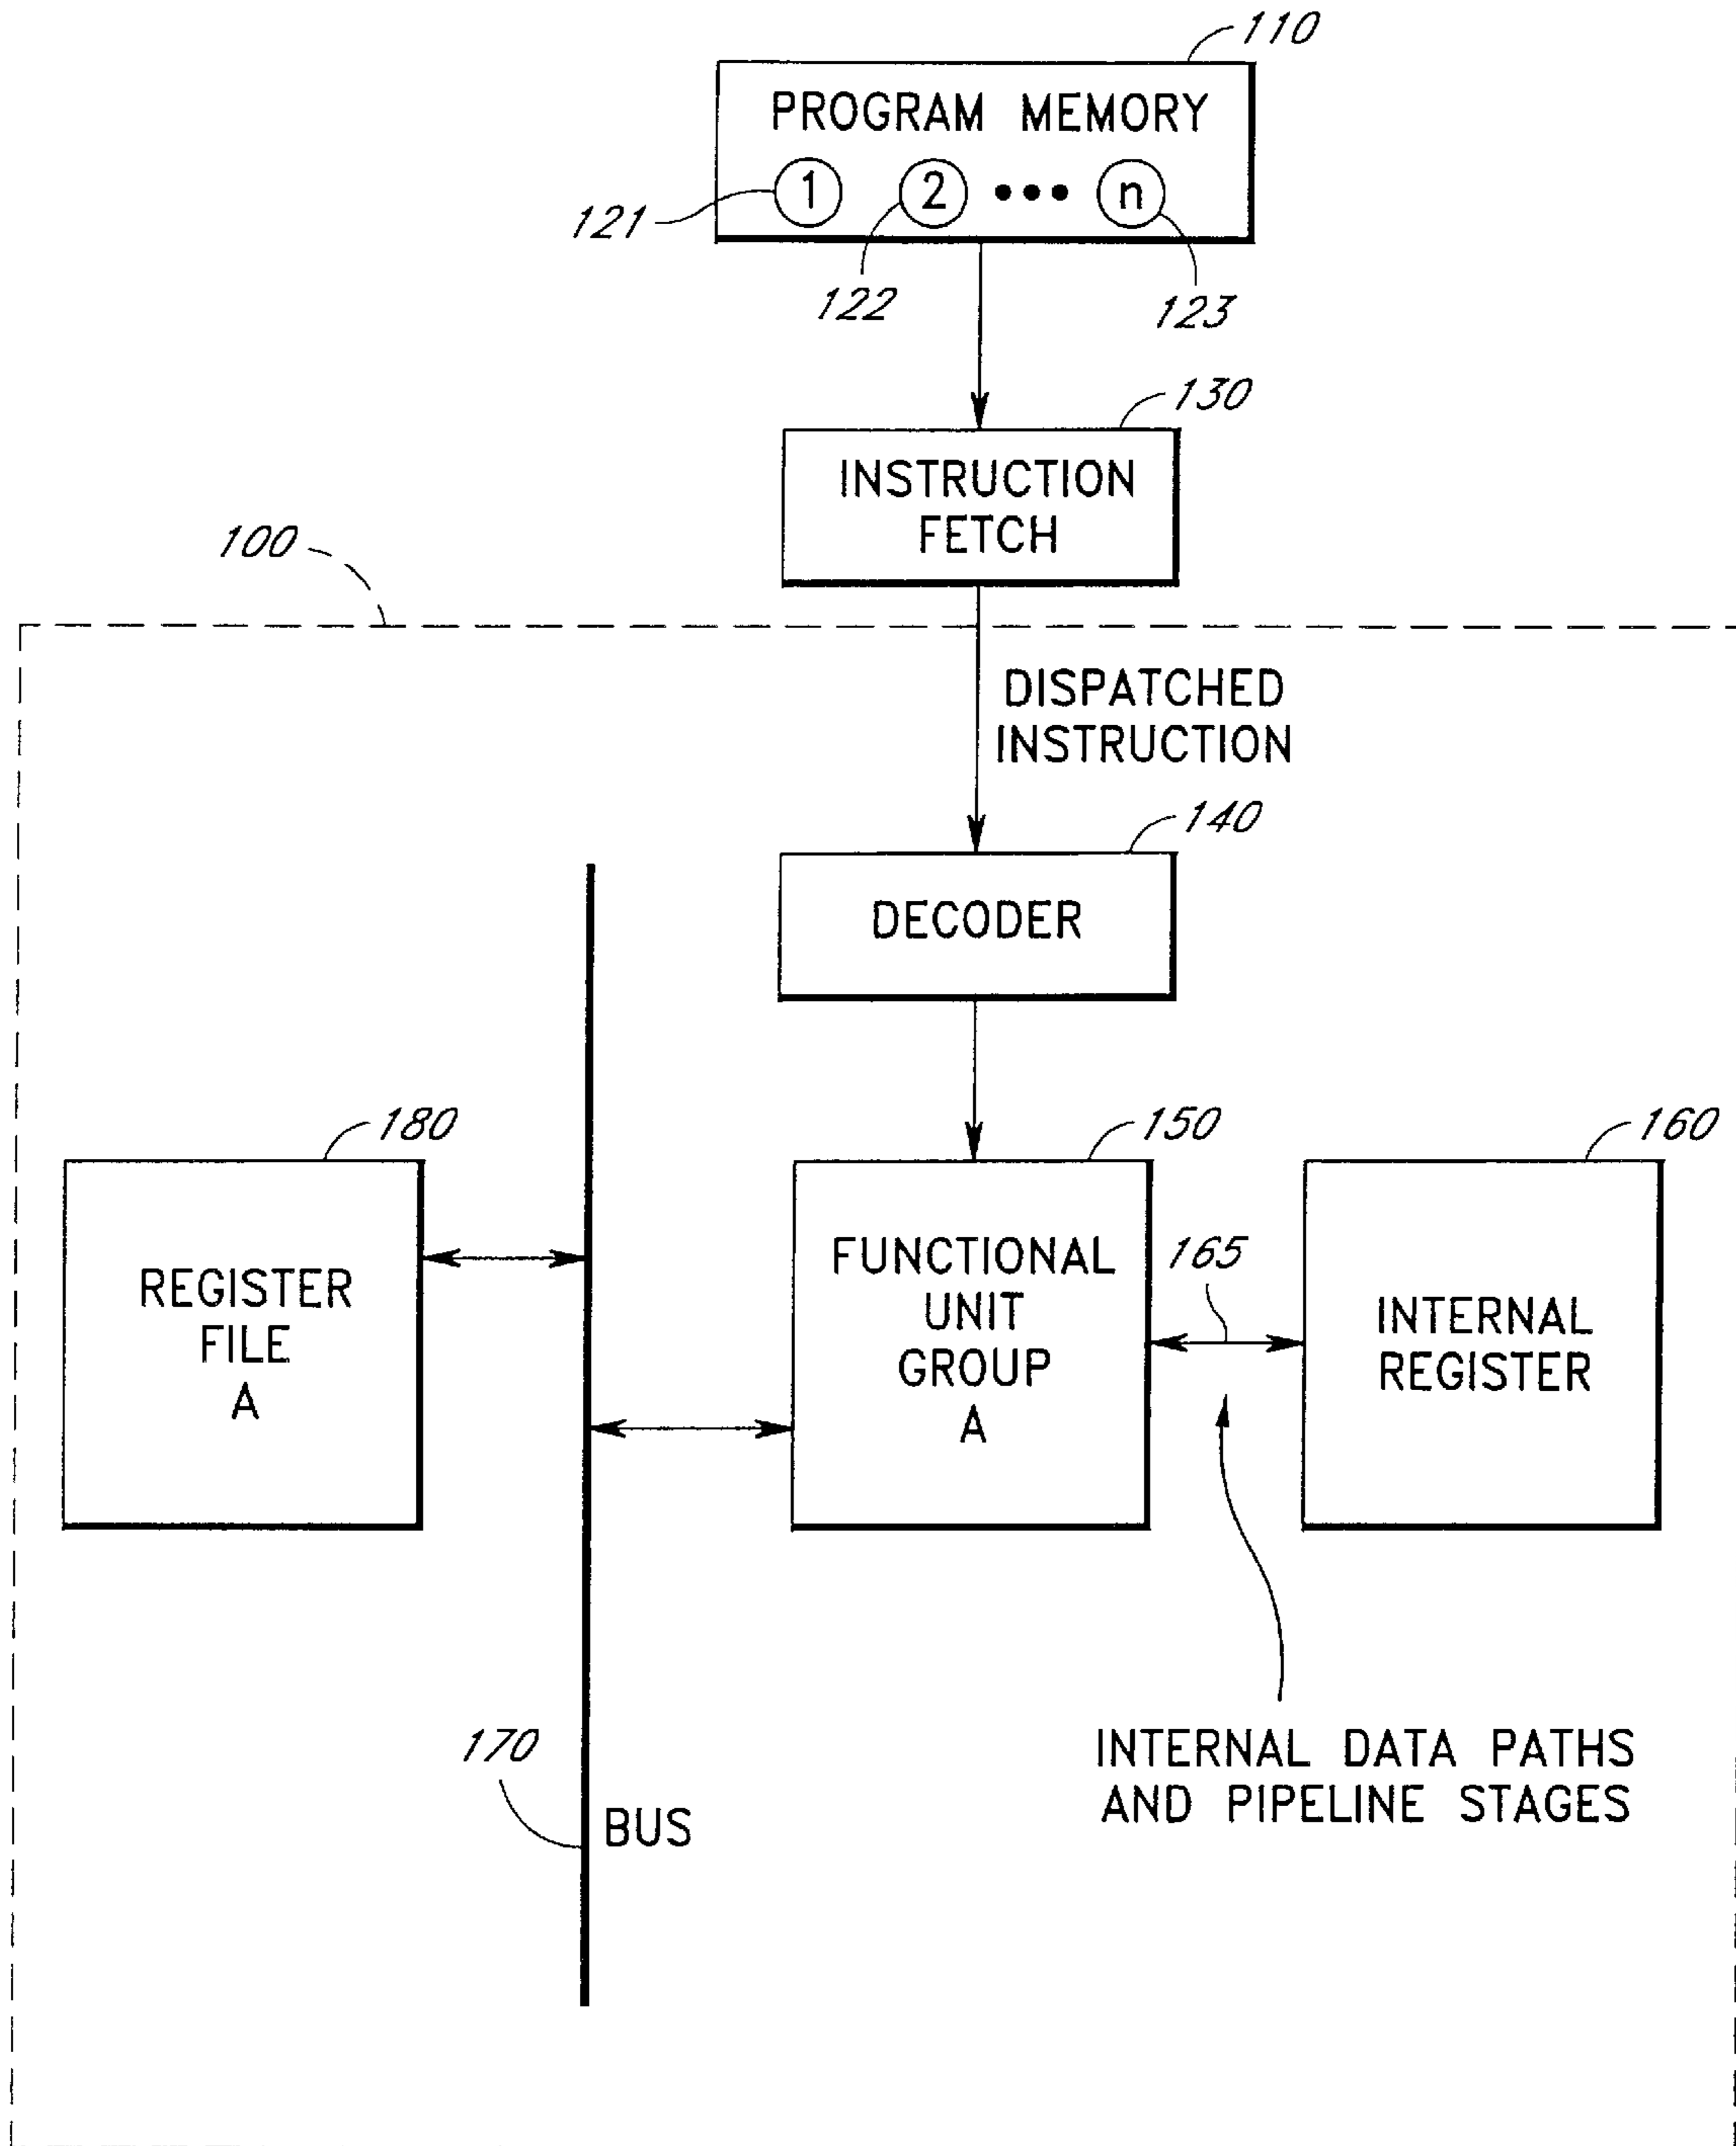 110
PROGRAM MEMORY
1 2 ••• n
121
122
123
130
INSTRUCTION
FETCH
100
DISPATCHED
INSTRUCTION
140
DECODER
180
150
160
REGISTER
FILE
A
FUNCTIONAL
UNIT
GROUP
A
165
INTERNAL
REGISTER
170
BUS
INTERNAL DATA PATHS
AND PIPELINE STAGES